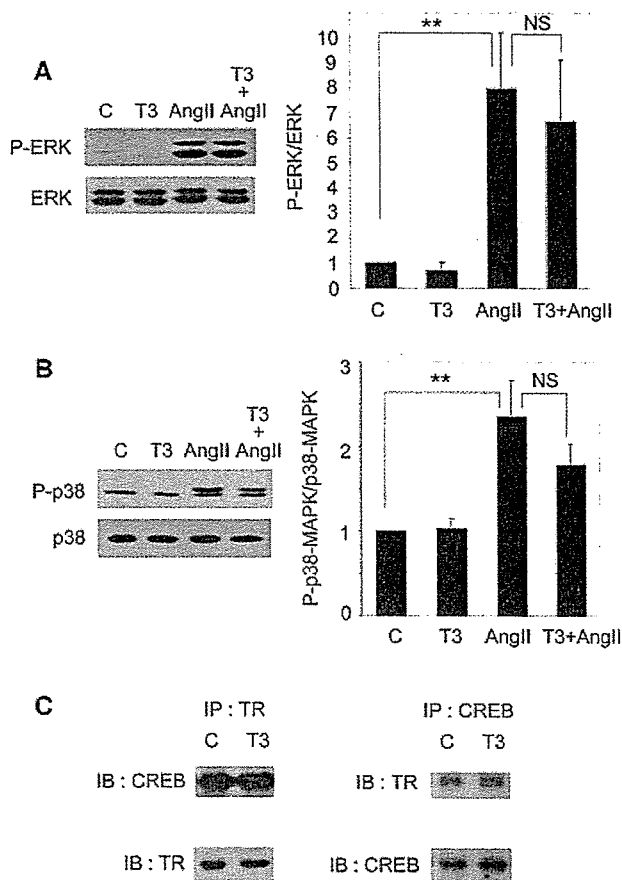 A
C T3 AngII T3 + AngII
P-ERK
ERK
P-ERK/ERK
10
9
8
7
6
5
4
3
2
1
0
**
NS
C T3 AngII T3+AngII
B
C T3 AngII T3 + AngII
P-p38
p38
P-p38-MAPK/p38-MAPK
3
2
1
0
**
NS
C T3 AngII T3+AngII
C
IP : TR
C T3
IB : CREB
IB : TR
IP : CREB
C T3
IB : TR
IB : CREB